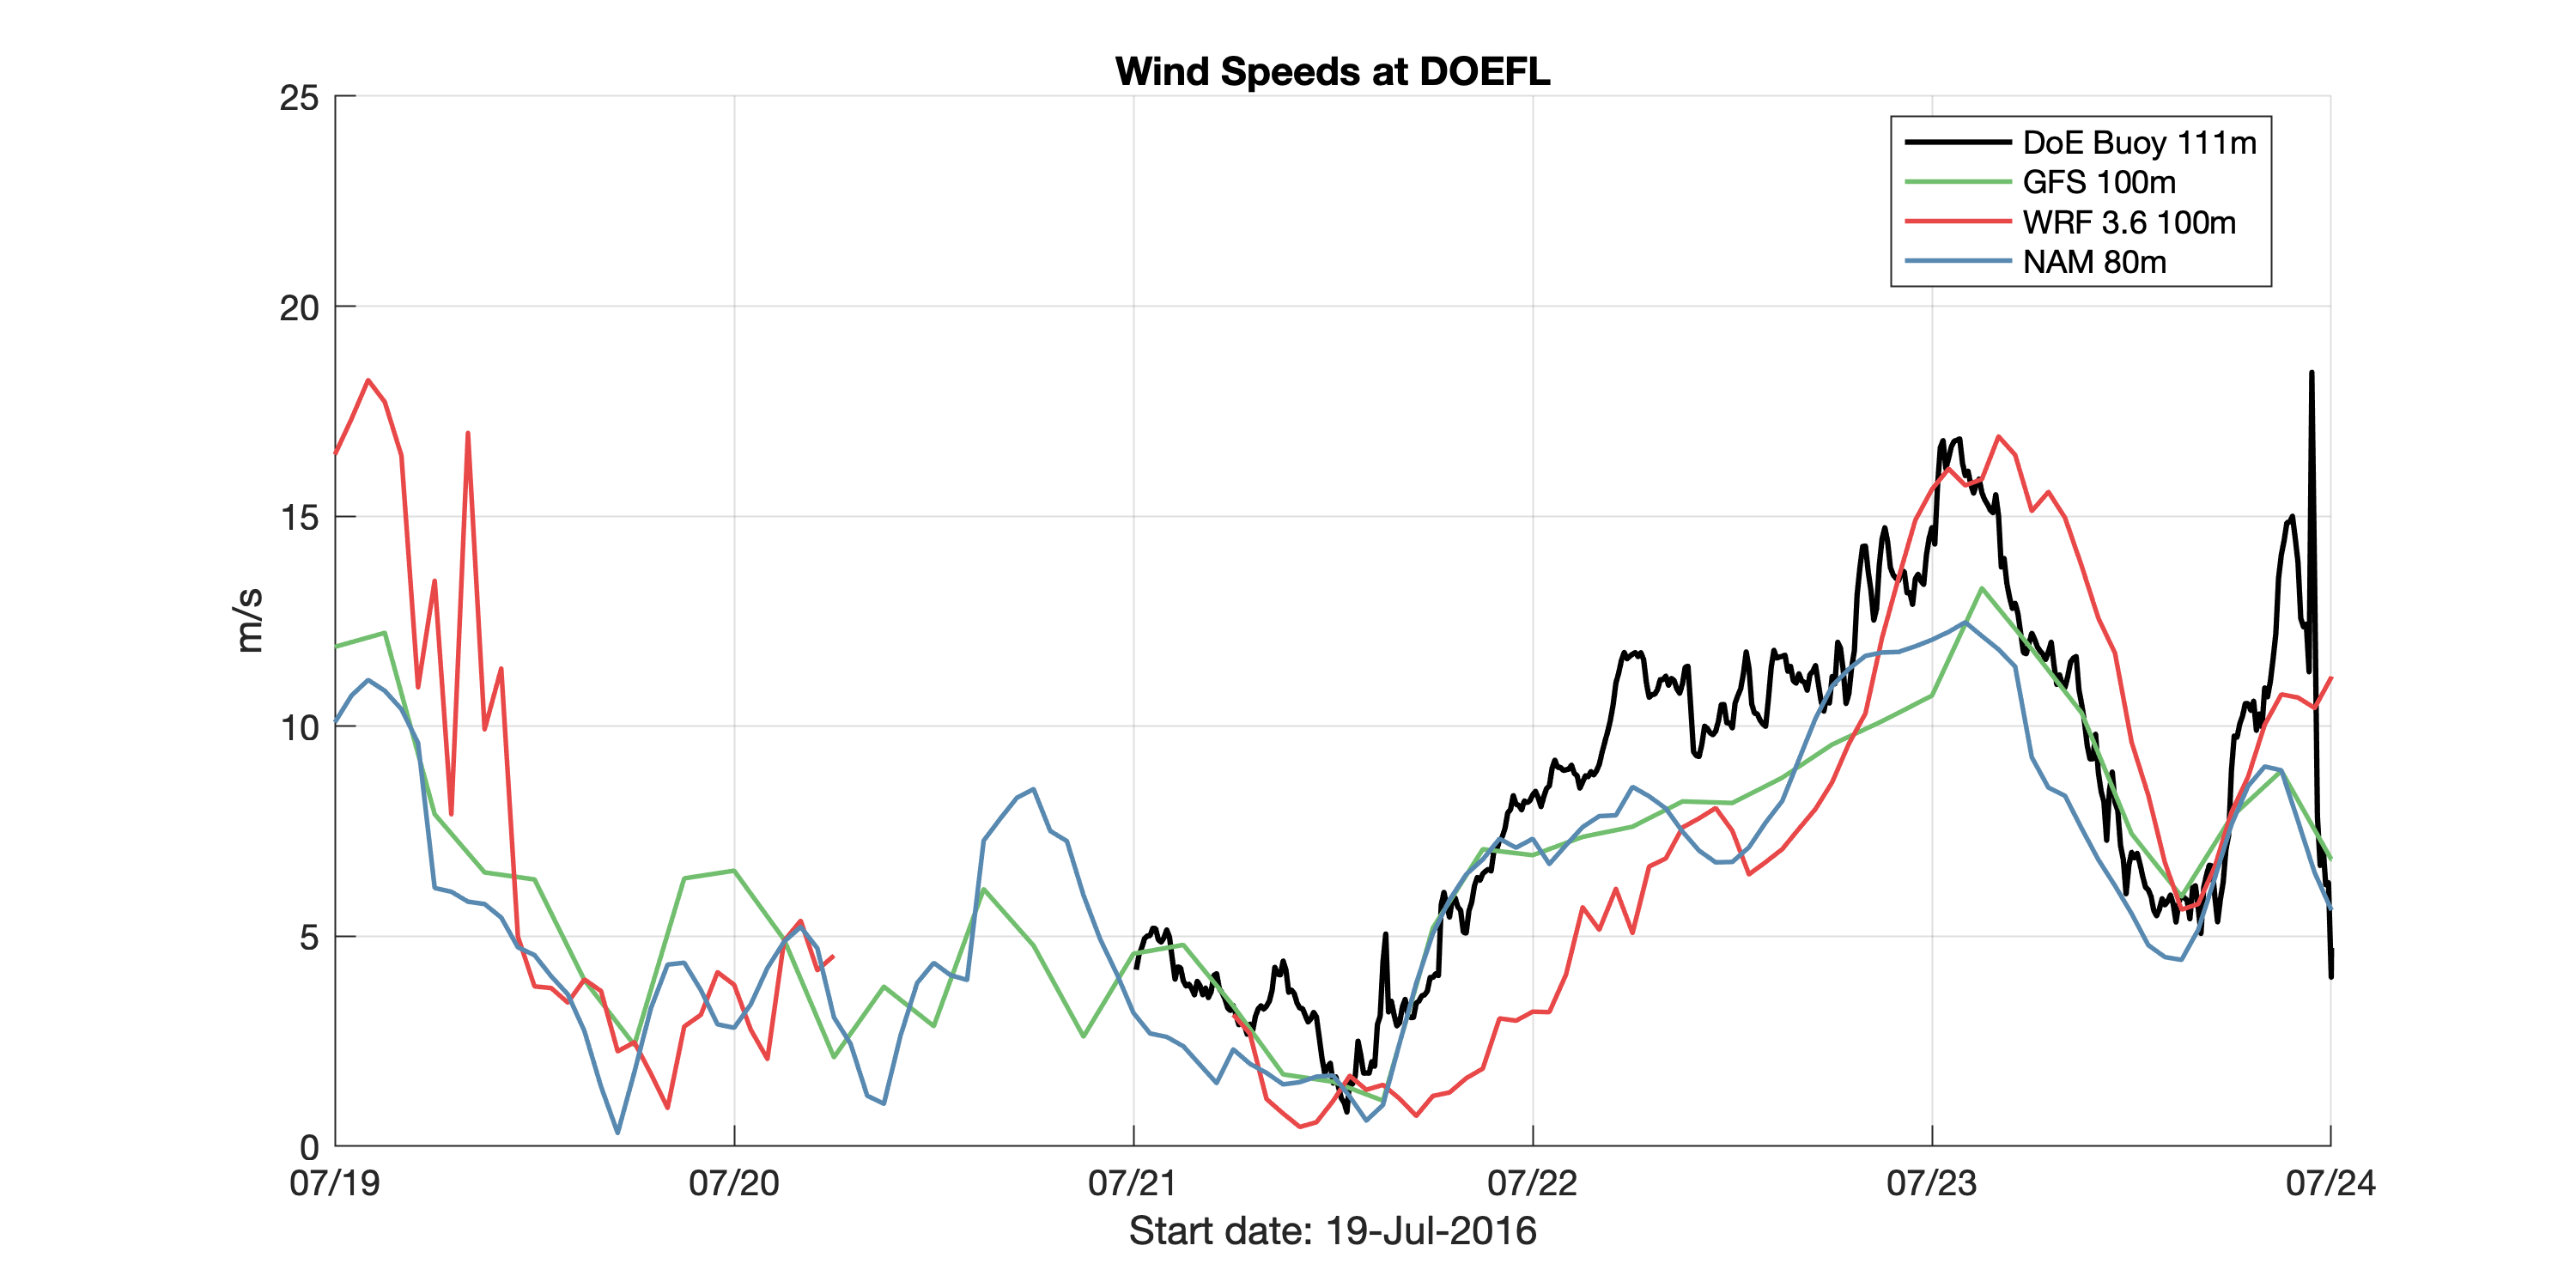 Wind Speeds at DOEFL
25
20
15
10
5
0
m/s
DoE Buoy 111m
GFS 100m
WRF 3.6 100m
NAM 80m
07/19
07/20
07/21
07/22
07/23
07/24
Start date: 19-Jul-2016